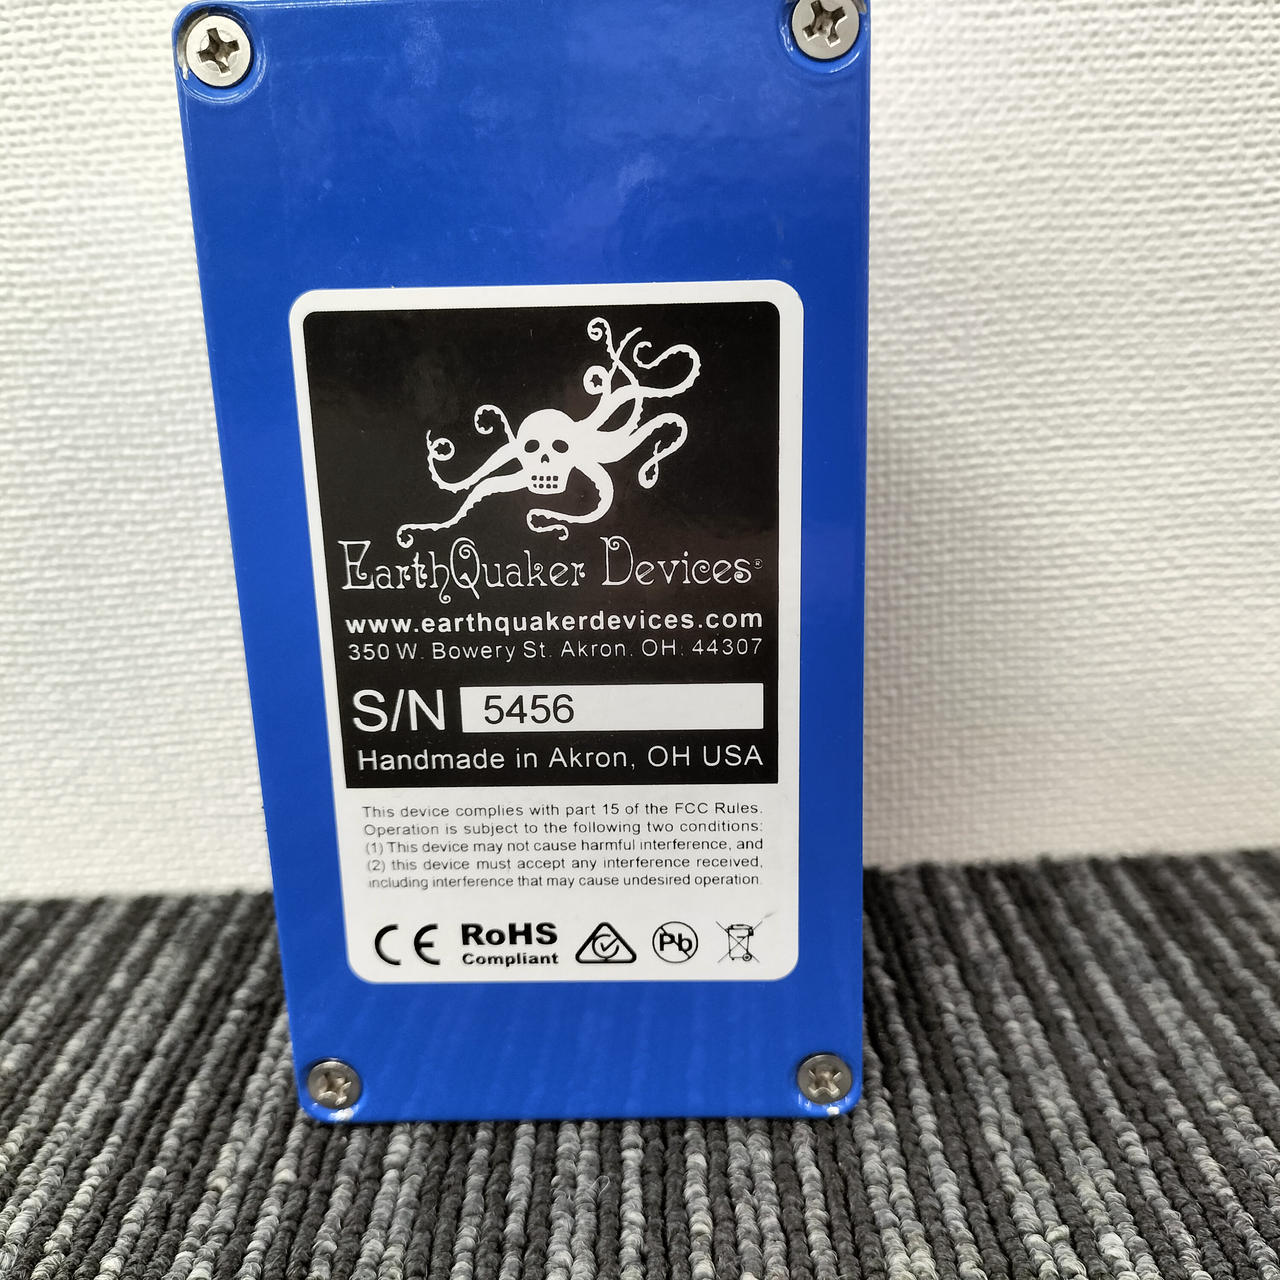 EarthQuaker Devices®
www.earthquakerdevices.com
350 W. Bowery St. Akron, OH. 44307
S/N 5456
Handmade in Akron, OH USA
This device complies with part 15 of the FCC Rules.
Operation is subject to the following two conditions:
(1) This device may not cause harmful interference, and
(2) this device must accept any interference received,
including interference that may cause undesired operation.
CE RoHS Compliant Pb